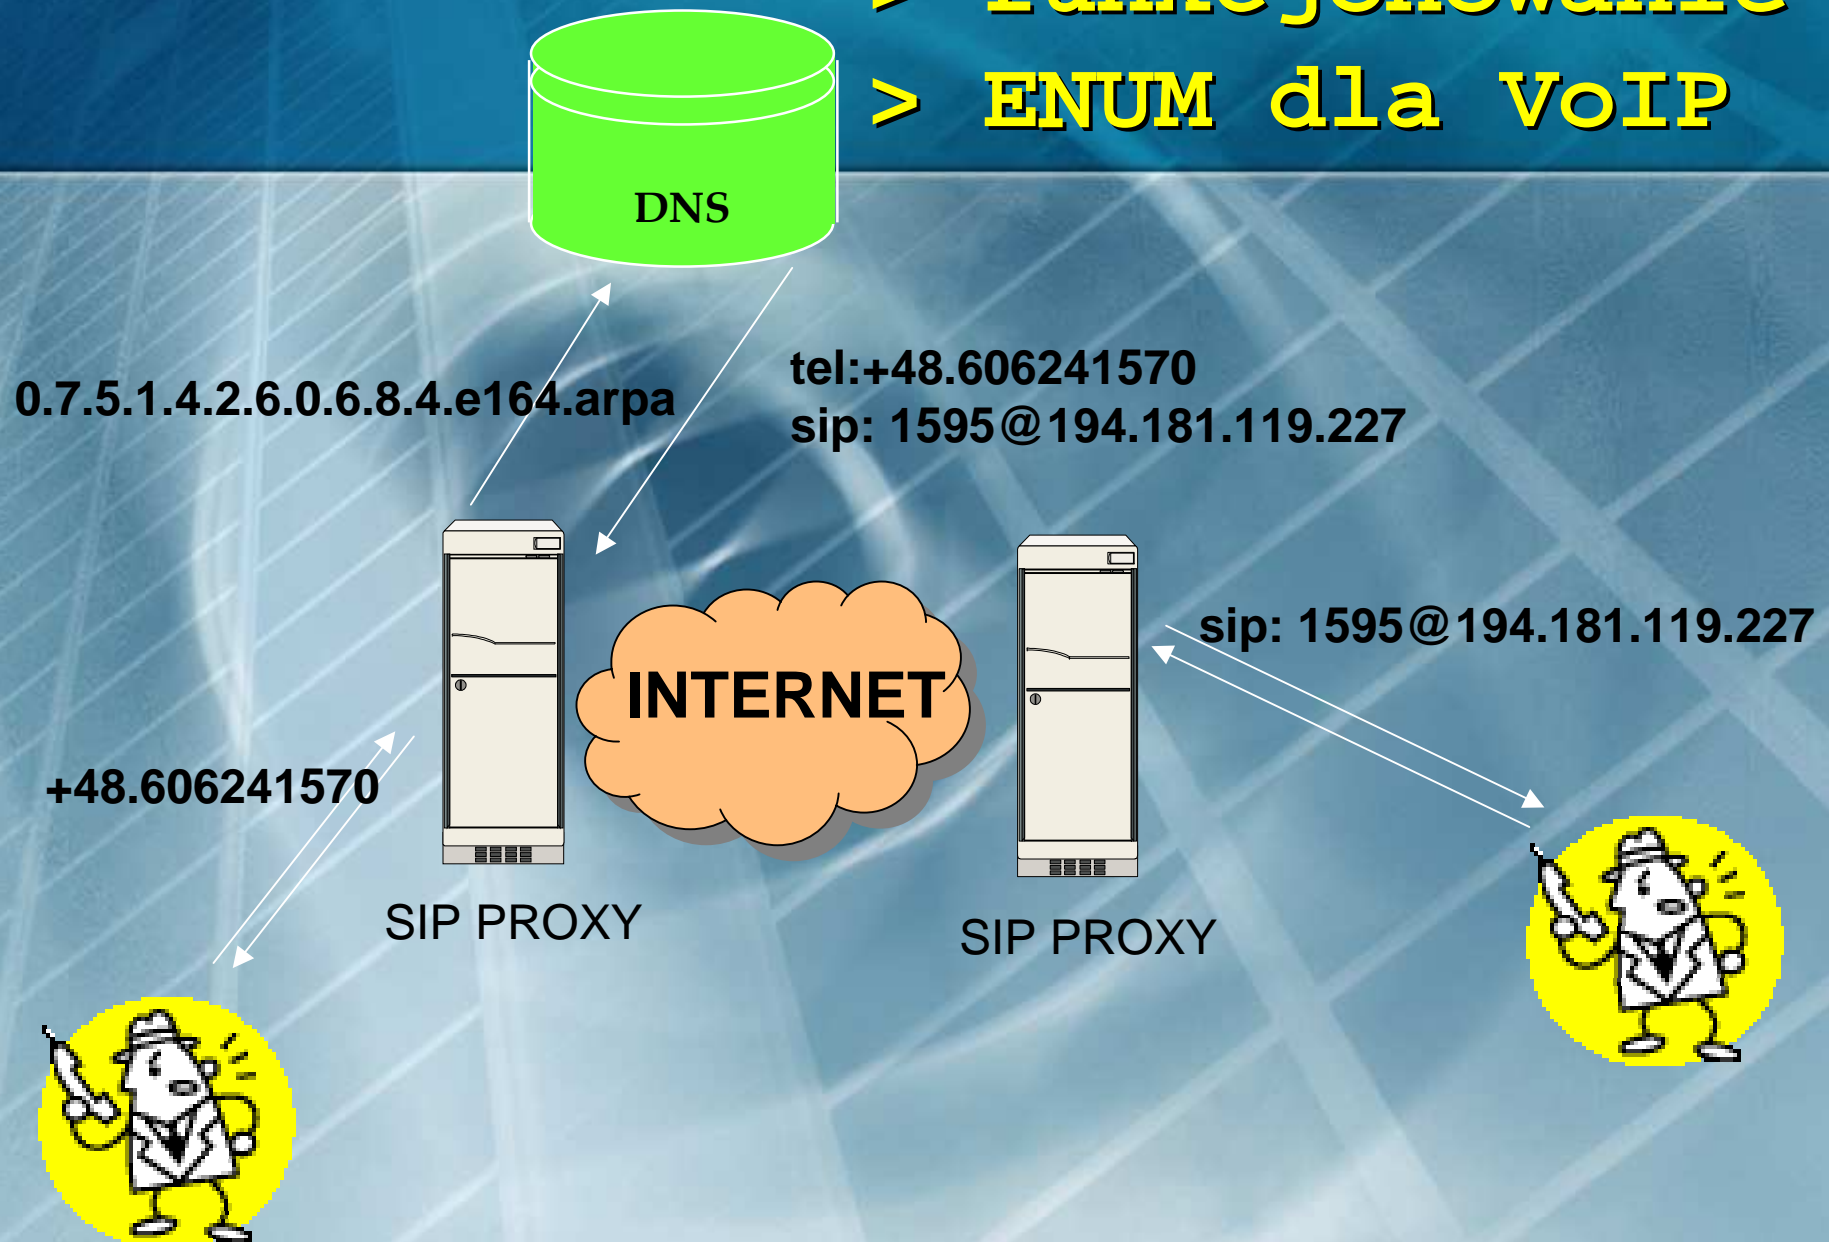 > Funkcjonowanie
> ENUM dla VoIP
DNS
0.7.5.1.4.2.6.0.6.8.4.e164.arpa
tel:+48.606241570
sip: 1595@194.181.119.227
sip: 1595@194.181.119.227
INTERNET
+48.606241570
SIP PROXY
SIP PROXY